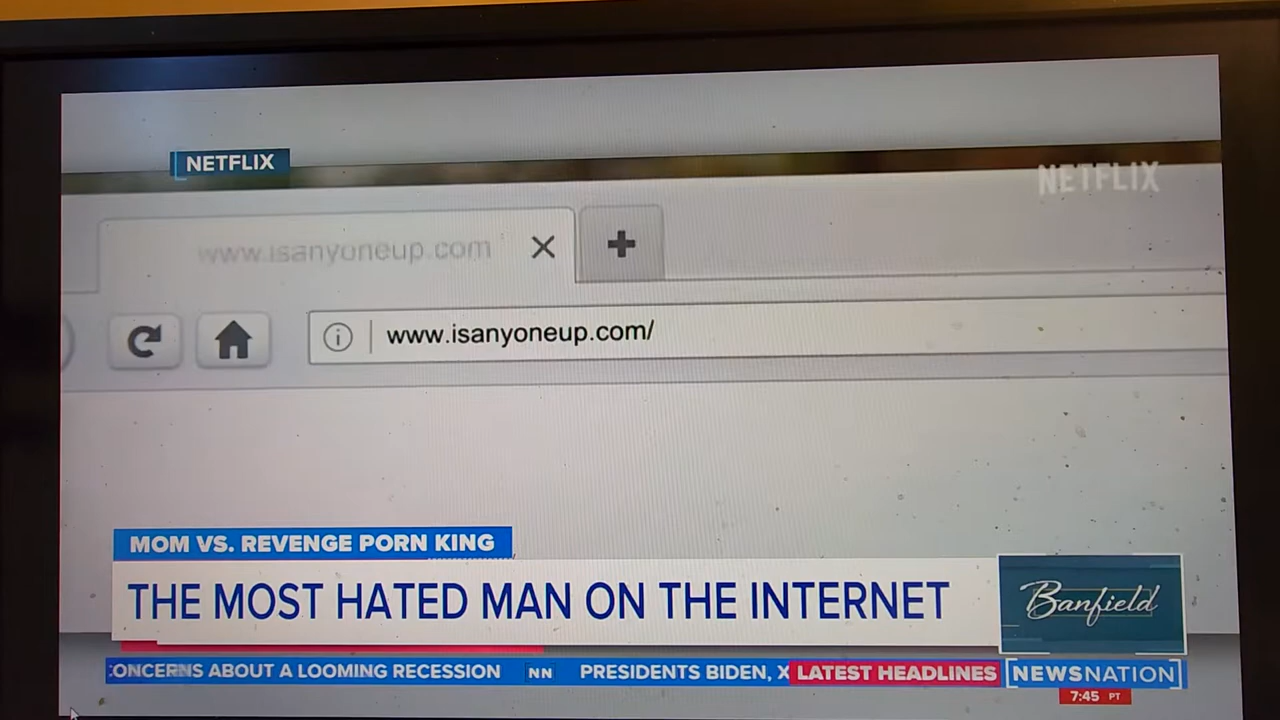 NETFLIX
NETFLIX
www.isanyoneup.com
www.isanyoneup.com/
MOM VS. REVENGE PORN KING
THE MOST HATED MAN ON THE INTERNET
Banfield
ONCERNS ABOUT A LOOMING RECESSION NN PRESIDENTS BIDEN, X LATEST HEADLINES NEWSNATION
7:45 PT